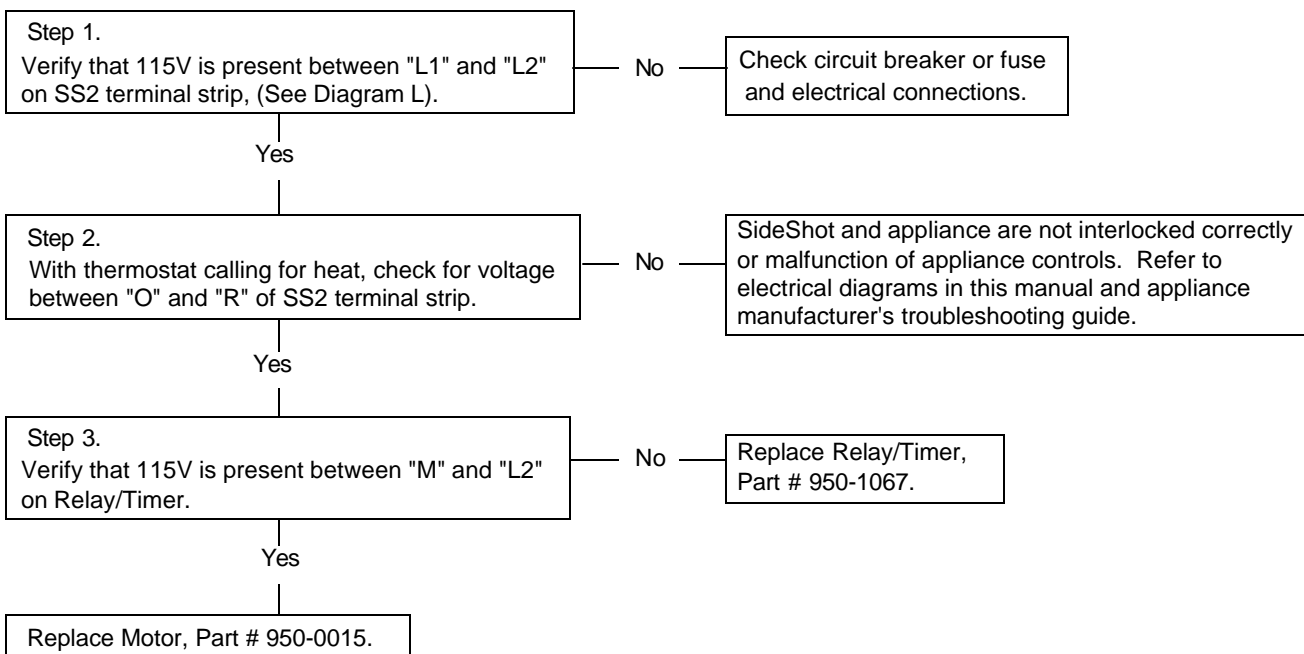 Step 1.
Verify that 115V is present between "L1" and "L2"
on SS2 terminal strip, (See Diagram L).
No
Check circuit breaker or fuse
and electrical connections.
Yes
Step 2.
With thermostat calling for heat, check for voltage
between "O" and "R" of SS2 terminal strip.
No
SideShot and appliance are not interlocked correctly
or malfunction of appliance controls.  Refer to
electrical diagrams in this manual and appliance
manufacturer's troubleshooting guide.
Yes
Step 3.
Verify that 115V is present between "M" and "L2"
on Relay/Timer.
No
Replace Relay/Timer,
Part # 950-1067.
Yes
Replace Motor, Part # 950-0015.